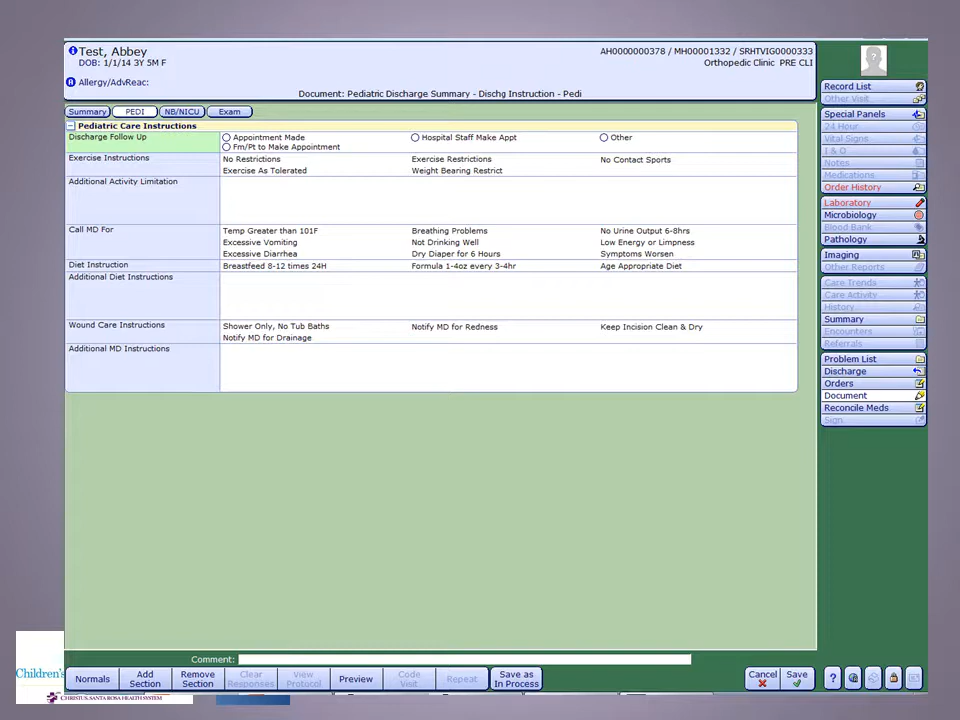 Test, Abbey
DOB: 1/1/14 3Y 5M F
AH0000000378 / MH00001332 / SRHTVIG0000333
Orthopedic Clinic PRE CLI
Allergy/AdvReac:
Document: Pediatric Discharge Summary - Dischg Instruction - Pedi
Summary PEDI NB/NICU Exam
Pediatric Care Instructions
Discharge Follow Up Appointment Made Hospital Staff Make Appt Other
Fm/Pt to Make Appointment
Exercise Instructions No Restrictions Exercise Restrictions No Contact Sports
Exercise As Tolerated Weight Bearing Restrict
Additional Activity Limitation
Call MD For Temp Greater than 101F Breathing Problems No Urine Output 6-8hrs
Excessive Vomiting Not Drinking Well Low Energy or Limpness
Excessive Diarrhea Dry Diaper for 6 Hours Symptoms Worsen
Diet Instruction Breastfeed 8-12 times 24H Formula 1-4oz every 3-4hr Age Appropriate Diet
Additional Diet Instructions
Wound Care Instructions Shower Only, No Tub Baths Notify MD for Redness Keep Incision Clean & Dry
Notify MD for Drainage
Additional MD Instructions
Record List
Other Visit
Special Panels
24 Hour
Vital Signs
I & O
Notes
Medications
Order History
Laboratory
Microbiology
Blood Bank
Pathology
Imaging
Other Reports
Care Trends
Care Activity
History
Summary
Encounters
Referrals
Problem List
Discharge
Orders
Document
Reconcile Meds
Sign
Comment:
Normals
Add Section
Remove Section
Clear Responses
View Protocol
Preview
Code Visit
Repeat
Save as In Process
Cancel
Save
?
Children's
CHRISTUS SANTA ROSA HEALTH SYSTEM